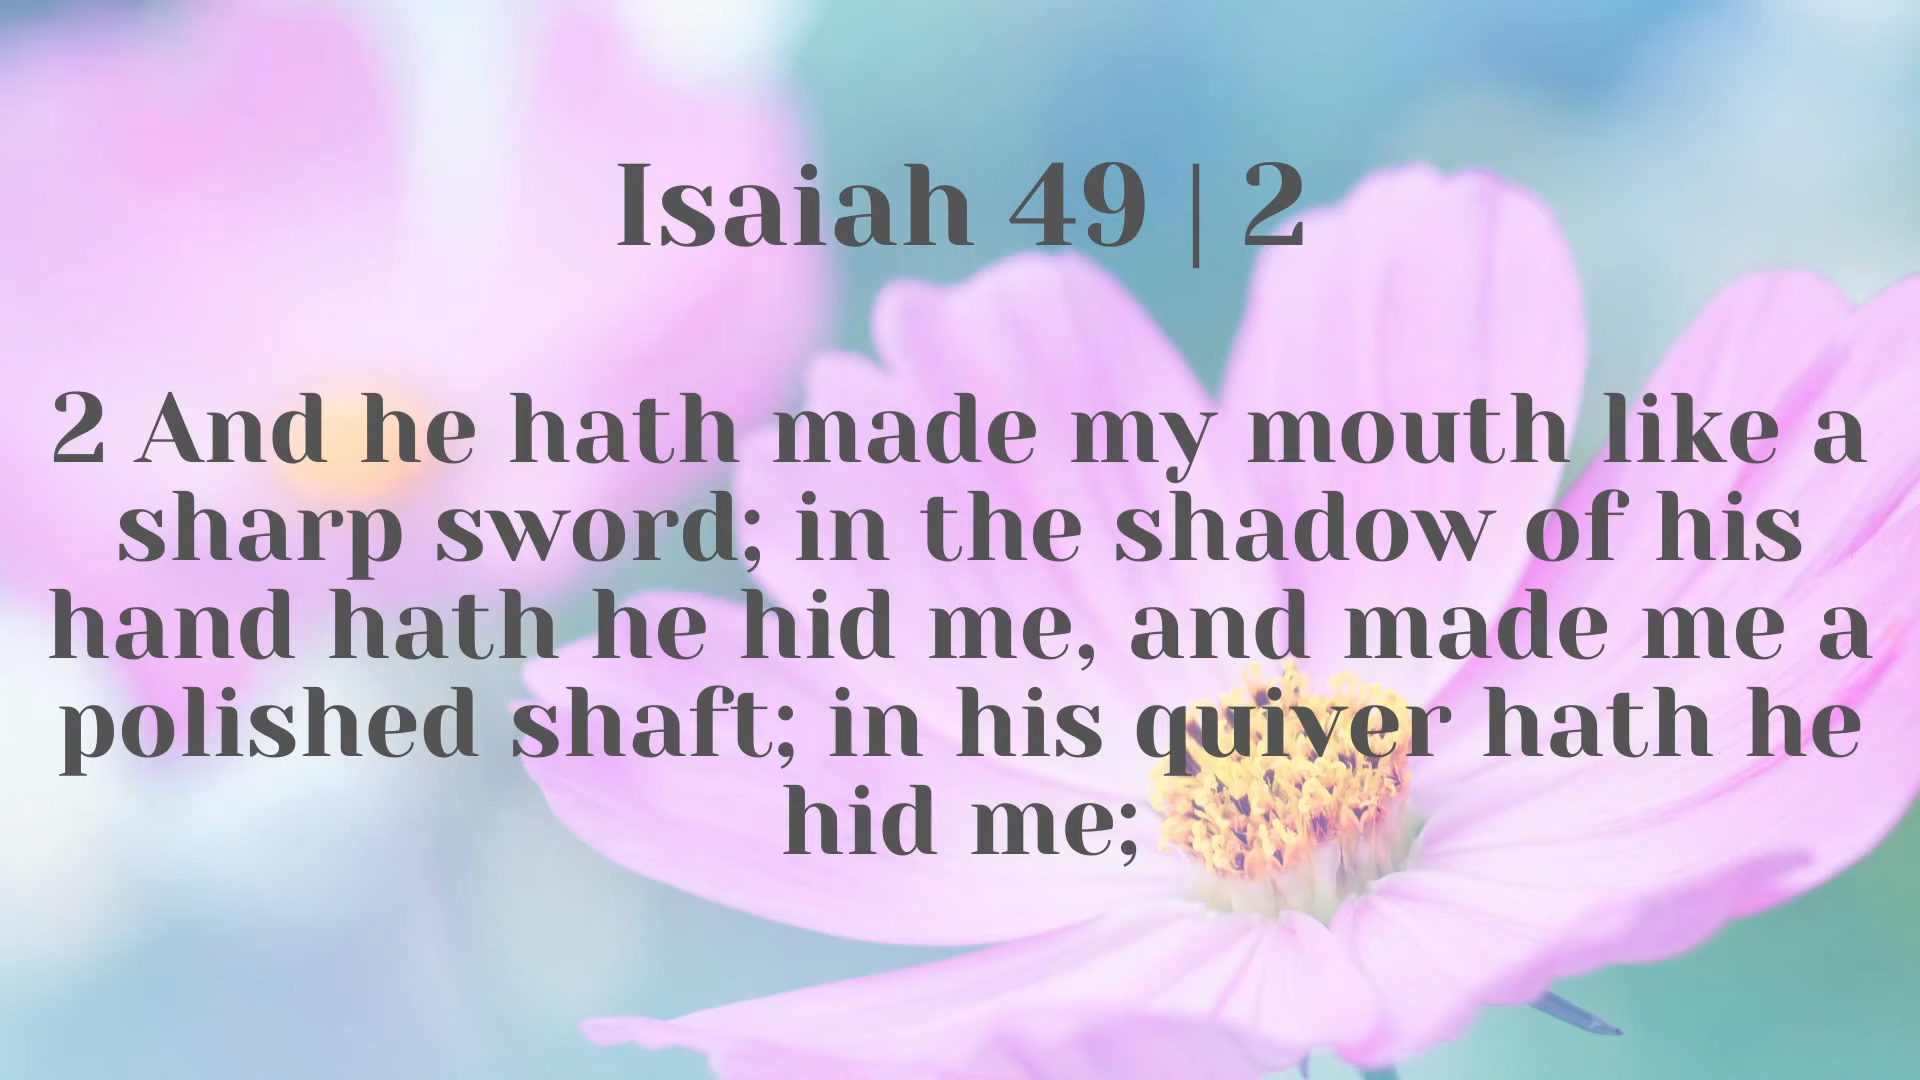 Isaiah 49 | 2
2 And he hath made my mouth like a
sharp sword; in the shadow of his
hand hath he hid me, and made me a
polished shaft; in his quiver hath he
hid me;